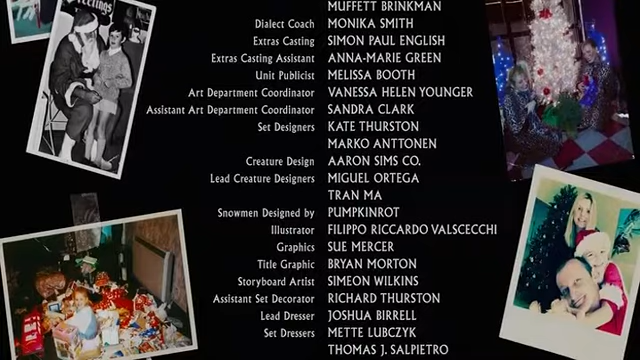 Greetings
MUFFETT BRINKMAN
Dialect Coach MONIKA SMITH
Extras Casting SIMON PAUL ENGLISH
Extras Casting Assistant ANNA-MARIE GREEN
Unit Publicist MELISSA BOOTH
Art Department Coordinator VANESSA HELEN YOUNGER
Assistant Art Department Coordinator SANDRA CLARK
Set Designers KATE THURSTON
MARKO ANTTONEN
Creature Design AARON SIMS CO.
Lead Creature Designers MIGUEL ORTEGA
TRAN MA
Snowmen Designed by PUMPKINROT
Illustrator FILIPPO RICCARDO VALSCECCHI
Graphics SUE MERCER
Title Graphic BRYAN MORTON
Storyboard Artist SIMEON WILKINS
Assistant Set Decorator RICHARD THURSTON
Lead Dresser JOSHUA BIRRELL
Set Dressers METTE LUBCZYK
THOMAS J. SALPIETRO